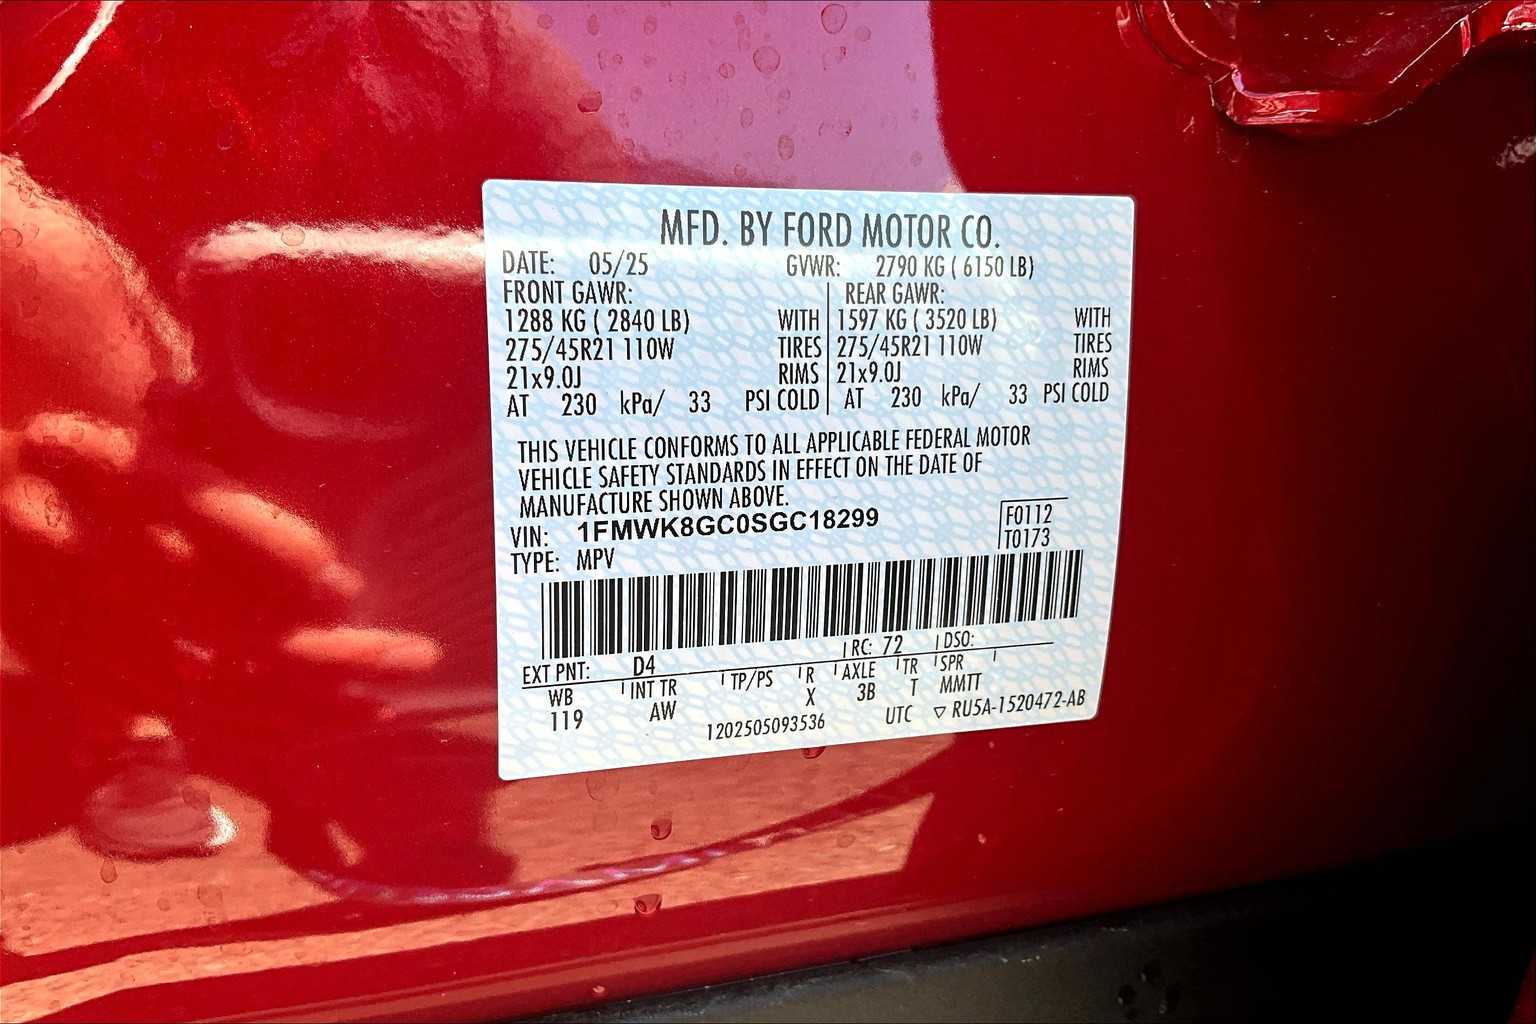 MFD. BY FORD MOTOR CO.
DATE: 05/25 GVWR: 2790 KG ( 6150 LB)
FRONT GAWR: REAR GAWR:
1288 KG ( 2840 LB) WITH 1597 KG ( 3520 LB) WITH
275/45R21 110W TIRES 275/45R21 110W TIRES
21x9.0J RIMS 21x9.0J RIMS
AT 230 kPa/ 33 PSI COLD AT 230 kPa/ 33 PSI COLD
THIS VEHICLE CONFORMS TO ALL APPLICABLE FEDERAL MOTOR
VEHICLE SAFETY STANDARDS IN EFFECT ON THE DATE OF
MANUFACTURE SHOWN ABOVE.
VIN: 1FMWK8GC0SGC18299 F0112
TYPE: MPV T0173
EXT PNT: D4 RC: 72 DSO:
WB INT TR TP/PS R AXLE TR SPR
119 AW X 3B T MMTT
1202505093536 UTC ▽ RU5A-1520472-AB